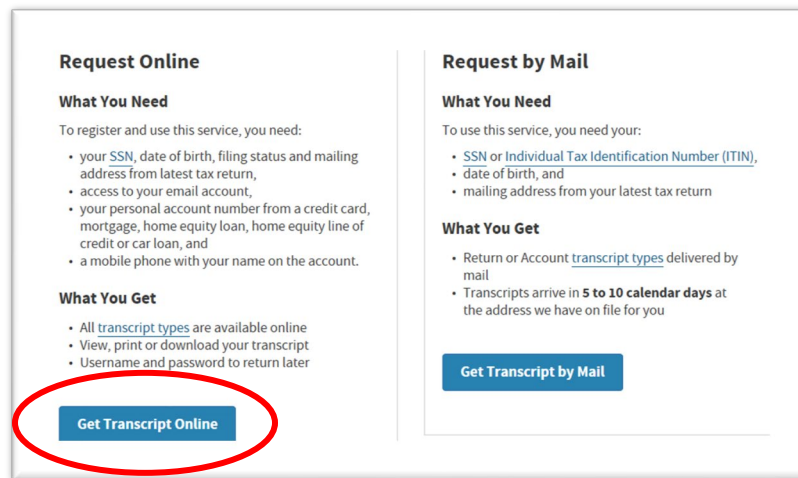 Request Online
What You Need
To register and use this service, you need:
• your SSN, date of birth, filing status and mailing
address from latest tax return,
• access to your email account,
• your personal account number from a credit card,
mortgage, home equity loan, home equity line of
credit or car loan, and
• a mobile phone with your name on the account.
What You Get
• All transcript types are available online
• View, print or download your transcript
• Username and password to return later
Get Transcript Online
Request by Mail
What You Need
To use this service, you need your:
• SSN or Individual Tax Identification Number (ITIN),
• date of birth, and
• mailing address from your latest tax return
What You Get
• Return or Account transcript types delivered by
mail
• Transcripts arrive in 5 to 10 calendar days at
the address we have on file for you
Get Transcript by Mail